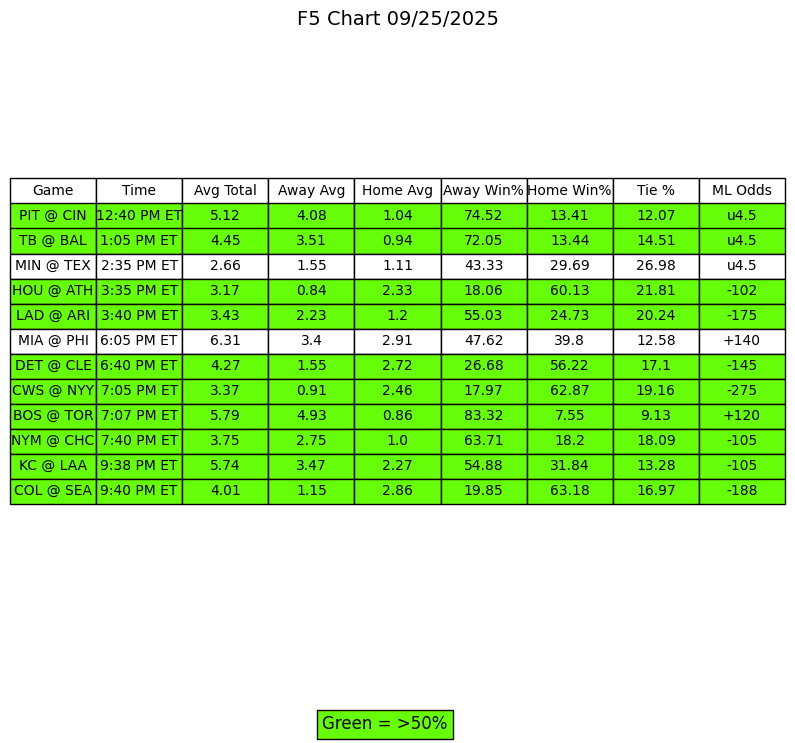 F5 Chart 09/25/2025
Game Time Avg Total Away Avg Home Avg Away Win% Home Win% Tie % ML Odds
PIT @ CIN 12:40 PM ET 5.12 4.08 1.04 74.52 13.41 12.07 u4.5
TB @ BAL 1:05 PM ET 4.45 3.51 0.94 72.05 13.44 14.51 u4.5
MIN @ TEX 2:35 PM ET 2.66 1.55 1.11 43.33 29.69 26.98 u4.5
HOU @ ATH 3:35 PM ET 3.17 0.84 2.33 18.06 60.13 21.81 -102
LAD @ ARI 3:40 PM ET 3.43 2.23 1.2 55.03 24.73 20.24 -175
MIA @ PHI 6:05 PM ET 6.31 3.4 2.91 47.62 39.8 12.58 +140
DET @ CLE 6:40 PM ET 4.27 1.55 2.72 26.68 56.22 17.1 -145
CWS @ NYY 7:05 PM ET 3.37 0.91 2.46 17.97 62.87 19.16 -275
BOS @ TOR 7:07 PM ET 5.79 4.93 0.86 83.32 7.55 9.13 +120
NYM @ CHC 7:40 PM ET 3.75 2.75 1.0 63.71 18.2 18.09 -105
KC @ LAA 9:38 PM ET 5.74 3.47 2.27 54.88 31.84 13.28 -105
COL @ SEA 9:40 PM ET 4.01 1.15 2.86 19.85 63.18 16.97 -188
Green = >50%